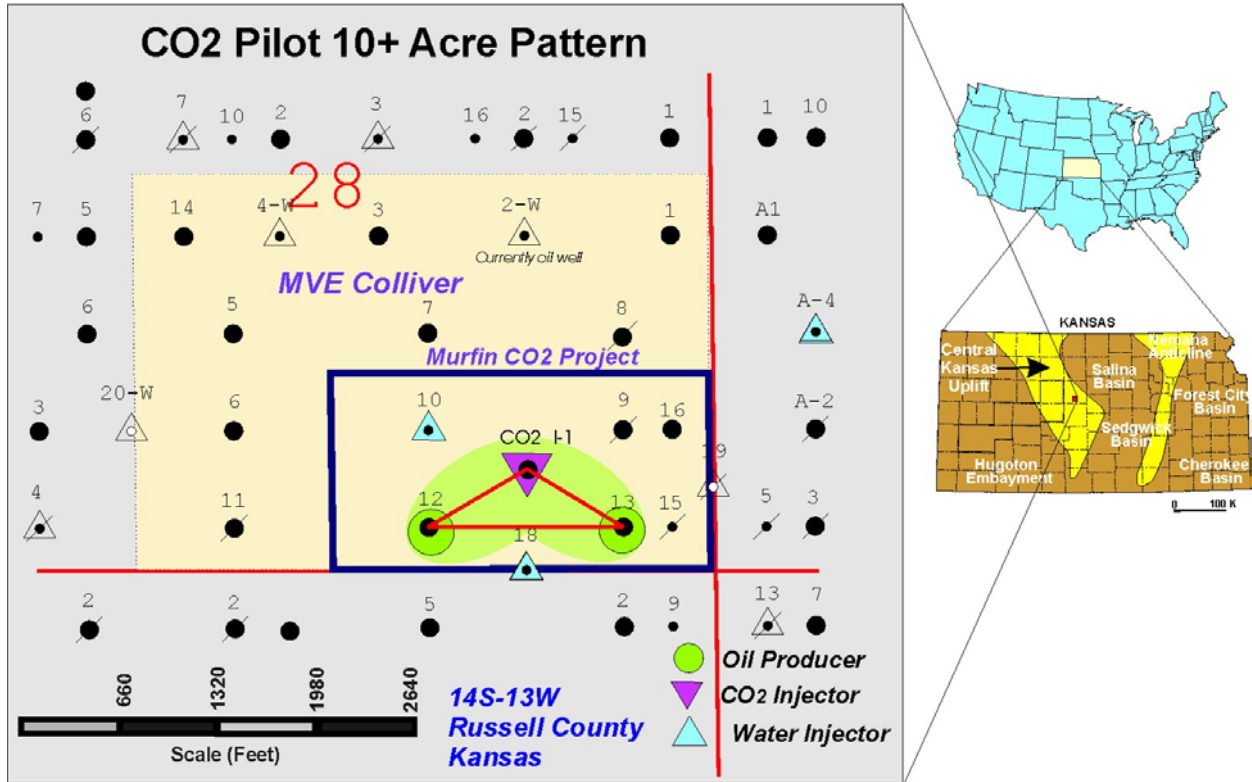 CO2 Pilot 10+ Acre Pattern
6 7 10 2 3 16 2 15 1 1 10
28
7 5 14 4-W 3 2-W 1 A1
Currently oil well
MVE Colliver
6 5 7 8 A-4
Murfin CO2 Project
20-W
3 6 10 9 16 A-2
CO2 I-1
19
4 11 12 13 15 5 3
18
2 2 5 2 9 13 7
Oil Producer
CO2 Injector
Water Injector
14S-13W
Russell County
Kansas
660 1320 1980 2640
Scale (Feet)
KANSAS
Central
Kansas
Uplift
Nemaha
Anticline
Salina
Basin
Forest City
Basin
Sedgwick
Basin
Hugoton
Embayment
Cherokee
Basin
0 100 K